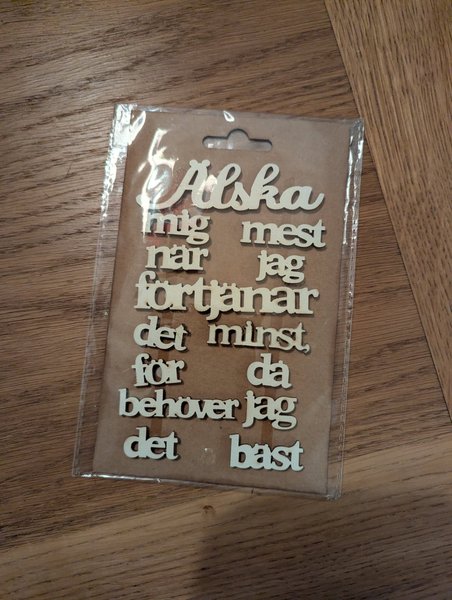 Älska
mig mest
när jag
förtjänar
det minst,
för då
behöver jag
det bäst